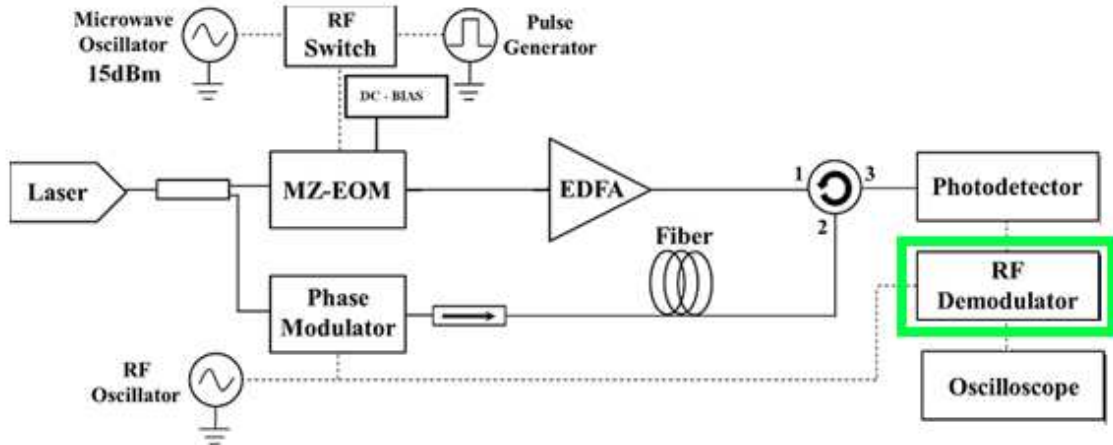 Microwave
Oscillator
15dBm
RF
Switch
Pulse
Generator
DC - BIAS
Laser
MZ-EOM
EDFA
1
3
2
Photodetector
Fiber
RF
Demodulator
Phase
Modulator
RF
Oscillator
Oscilloscope